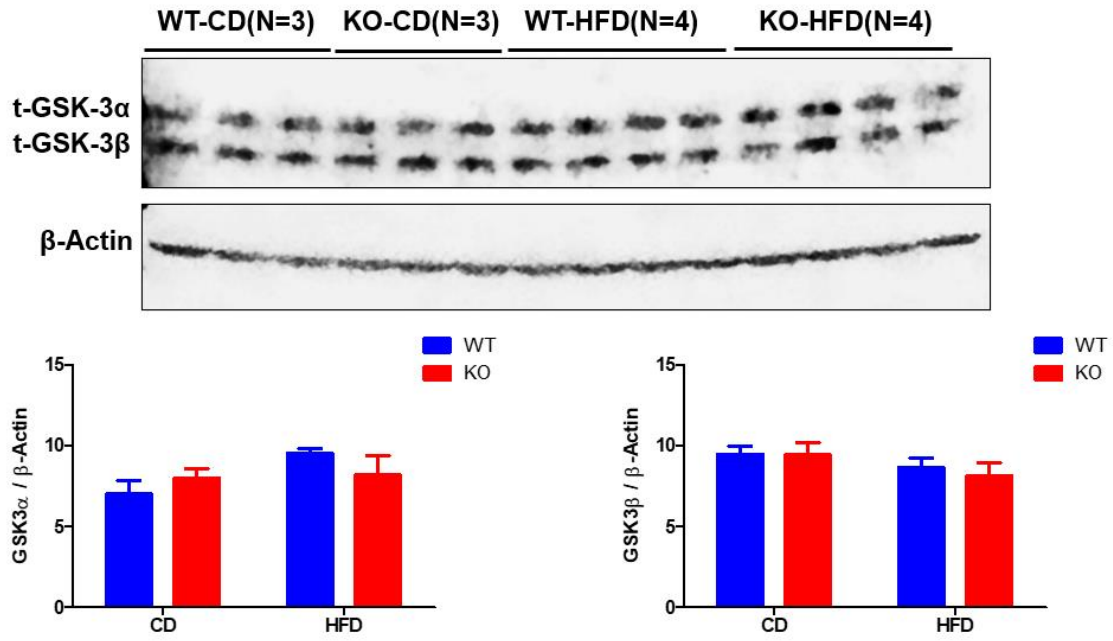 WT-CD(N=3) KO-CD(N=3) WT-HFD(N=4) KO-HFD(N=4)
t-GSK-3α
t-GSK-3β
β-Actin
WT
KO
15
10
5
0
GSK3α / β-Actin
CD HFD
WT
KO
15
10
5
0
GSK3β / β-Actin
CD HFD